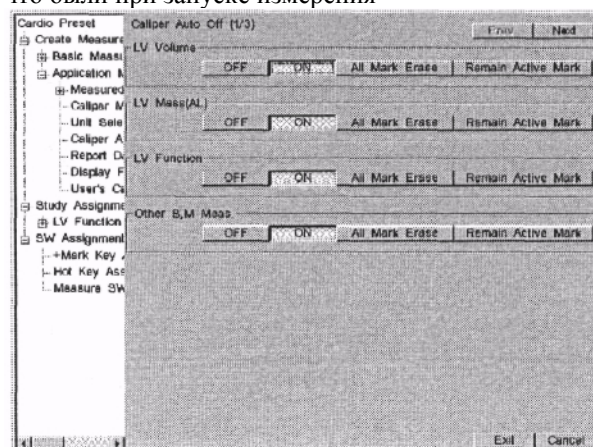 что были при запуске измерения
Cardio Preset
Create Measure
Basic Measu
Application M
Measured
Caliper M
Unit Sele
Caliper A
Report D
Display F
User's Ca
Study Assignme
LV Function
SW Assignment
+Mark Key
Hot Key Ass
Measure SW
Caliper Auto Off (1/3)
Prev Next
LV Volume
OFF ON All Mark Erase Remain Active Mark
LV Mass(AL)
OFF ON All Mark Erase Remain Active Mark
LV Function
OFF ON All Mark Erase Remain Active Mark
Other B,M Meas.
OFF ON All Mark Erase Remain Active Mark
Exit Cancel